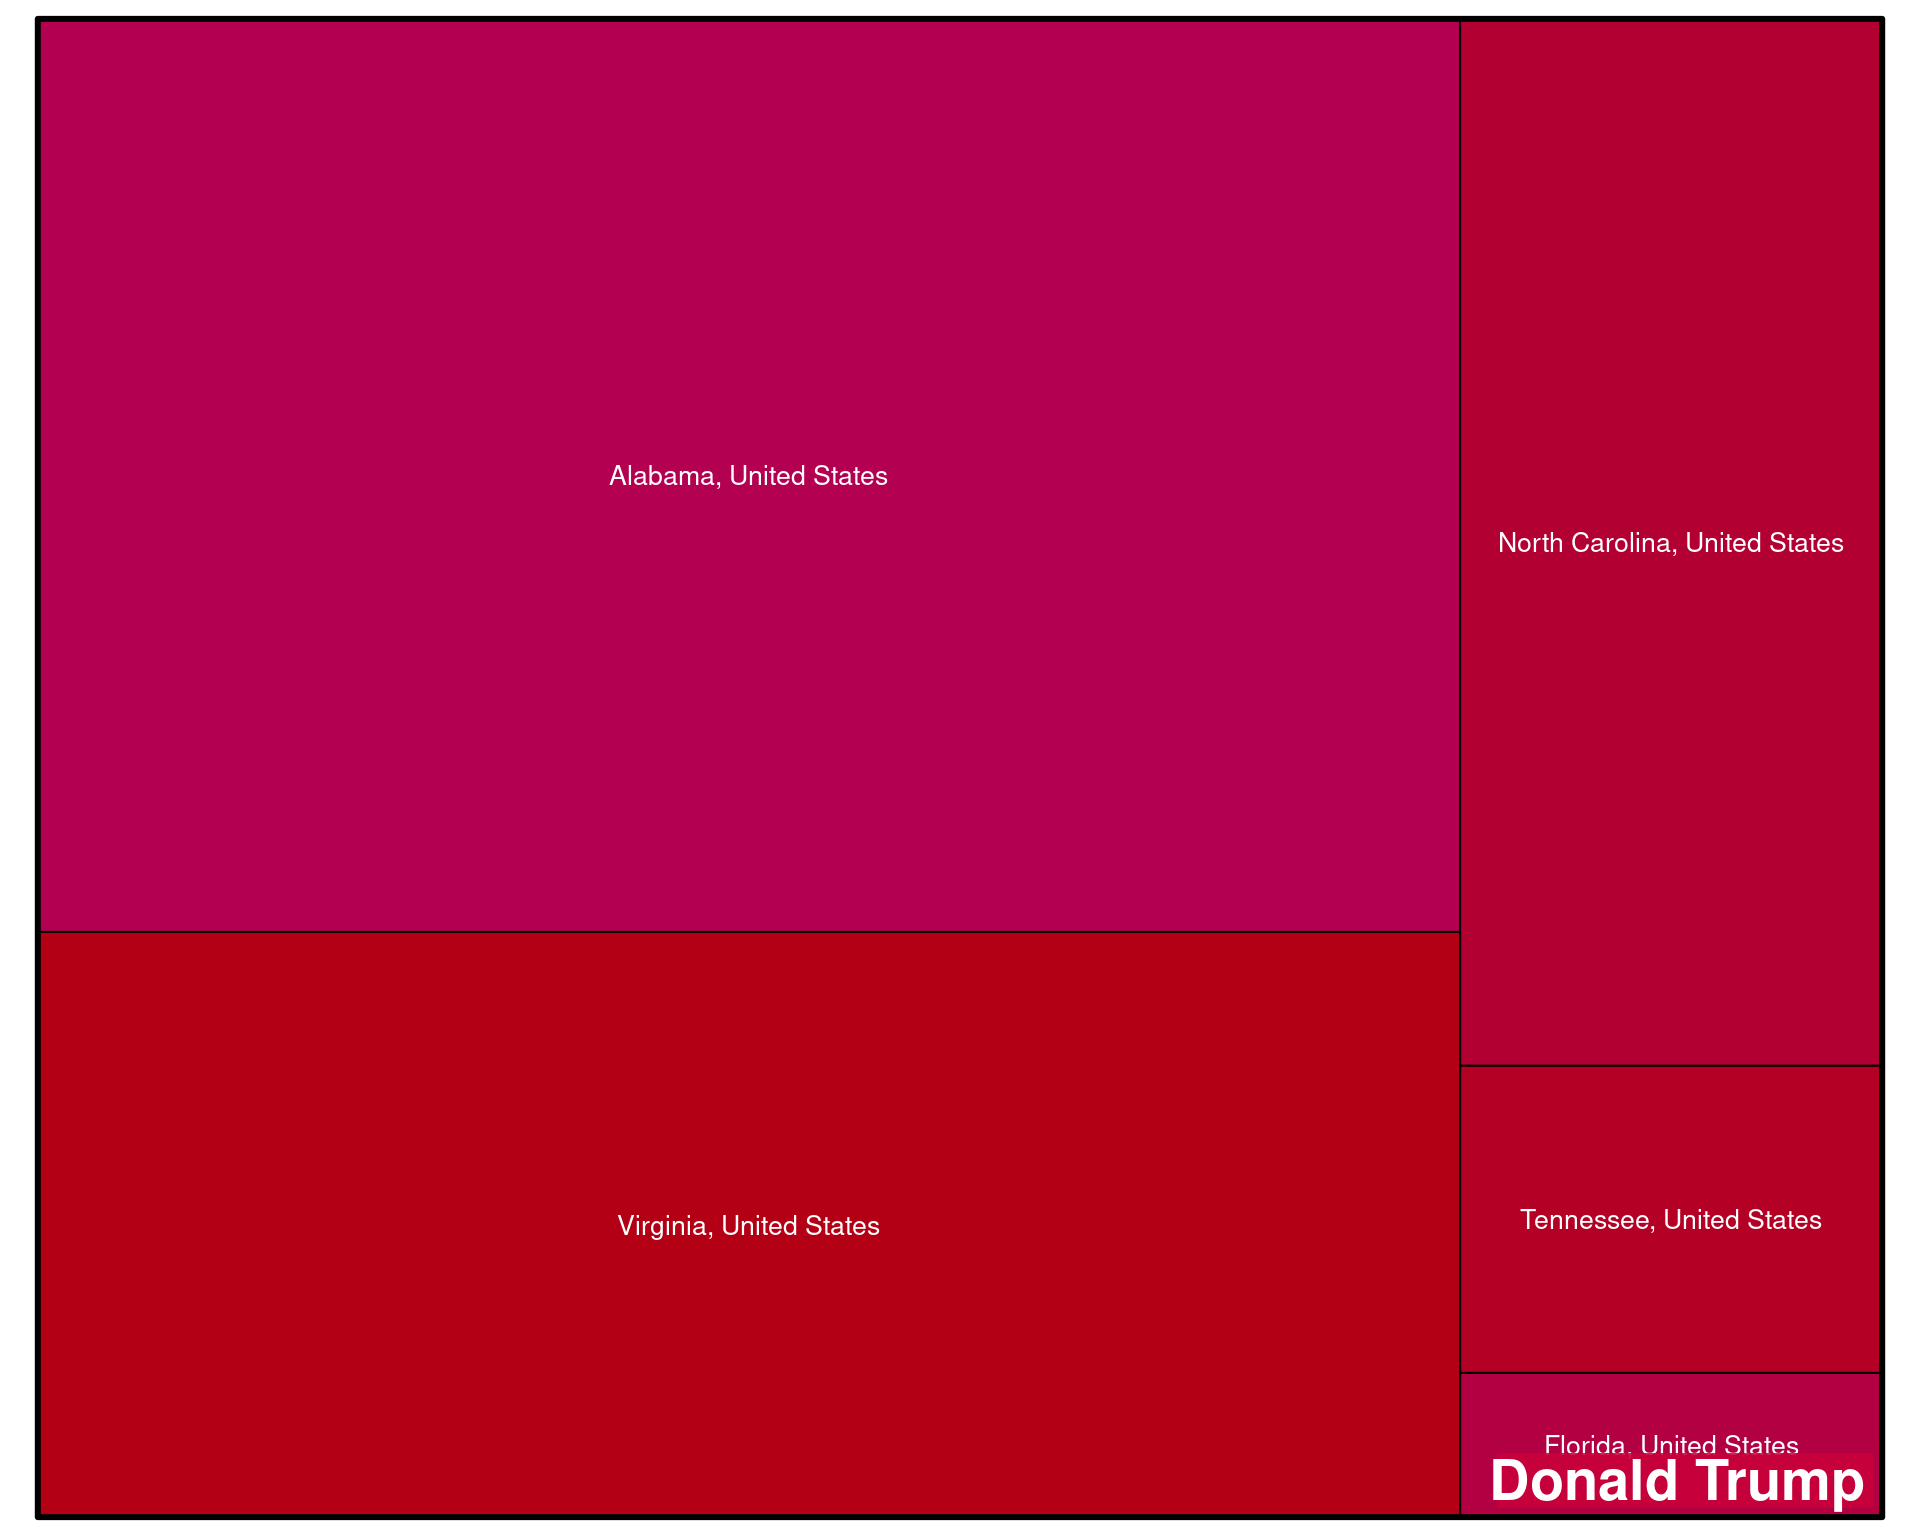 Alabama, United States
North Carolina, United States
Virginia, United States
Tennessee, United States
Florida, United States
Donald Trump